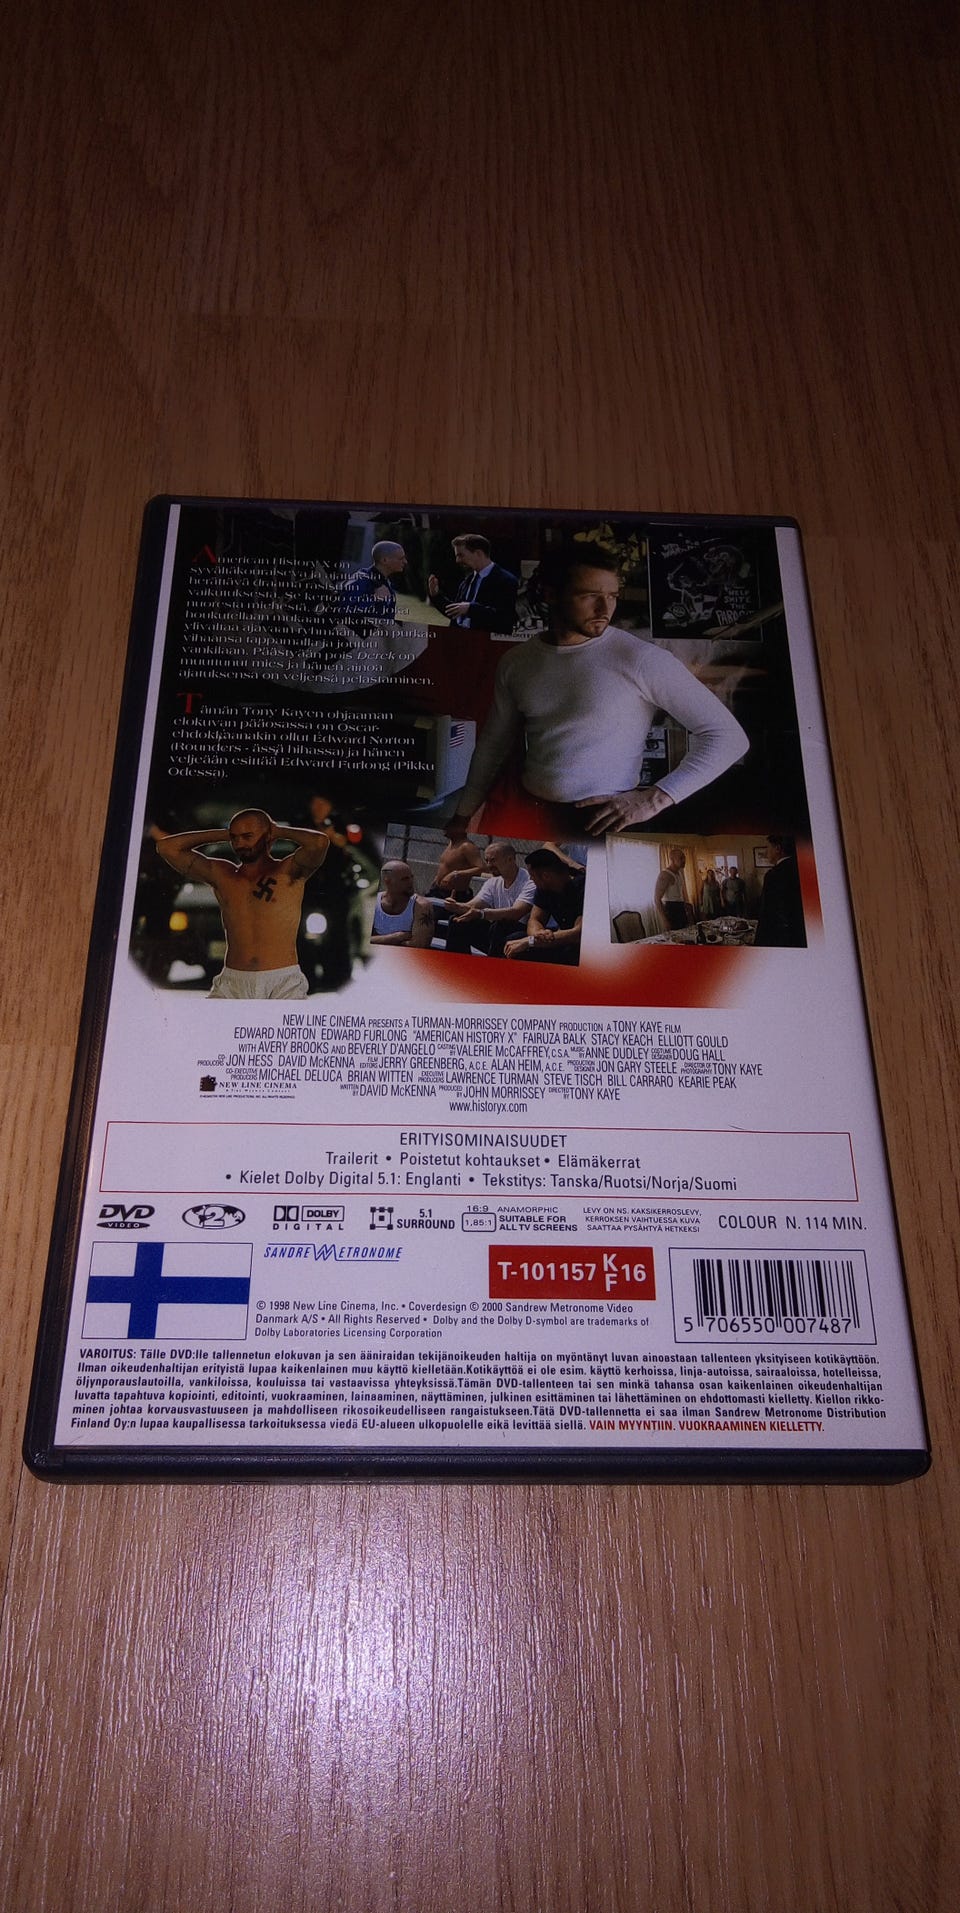 American History X on
syvältäkouraiseva ja ajatuksia
herättävä draama rasismin
vaikutuksesta. Se kertoo eräästä
nuoresta miehestä, Derekistä, joka
houkutellaan mukaan valkoisten
ylivaltaa ajavaan ryhmään. Hän purkaa
vihaansa tappamalla ja joutuu
vankilaan. Päästyään pois Derek on
muuttunut mies ja hänen ainoa
ajatuksensa on veljensä pelastaminen.
Tämän Tony Kayen ohjaaman
elokuvan pääosassa on Oscar-
ehdokkaanakin ollut Edward Norton
(Rounders - ässä hihassa) ja hänen
veljeään esittää Edward Furlong (Pikku
Odessa).
NEW LINE CINEMA PRESENTS A TURMAN-MORRISSEY COMPANY PRODUCTION A TONY KAYE FILM
EDWARD NORTON EDWARD FURLONG "AMERICAN HISTORY X" FAIRUZA BALK STACY KEACH ELLIOTT GOULD
WITH AVERY BROOKS AND BEVERLY D'ANGELO CASTING BY VALERIE McCAFFREY, C.S.A. MUSIC BY ANNE DUDLEY COSTUME DESIGNER DOUG HALL
CO PRODUCERS JON HESS DAVID McKENNA FILM EDITORS JERRY GREENBERG, A.C.E. ALAN HEIM, A.C.E. PRODUCTION DESIGNER JON GARY STEELE DIRECTOR OF PHOTOGRAPHY TONY KAYE
CO-EXECUTIVE PRODUCERS MICHAEL DELUCA BRIAN WITTEN EXECUTIVE PRODUCERS LAWRENCE TURMAN STEVE TISCH BILL CARRARO KEARIE PEAK
NEW LINE CINEMA WRITTEN BY DAVID McKENNA PRODUCED BY JOHN MORRISSEY DIRECTED BY TONY KAYE
www.historyx.com
ERITYISOMINAISUUDET
Trailerit • Poistetut kohtaukset • Elämäkerrat
• Kielet Dolby Digital 5.1: Englanti • Tekstitys: Tanska/Ruotsi/Norja/Suomi
DVD VIDEO 2 DOLBY DIGITAL 5.1 SURROUND 16:9 1,85:1 ANAMORPHIC SUITABLE FOR ALL TV SCREENS
LEVY ON NS. KAKSIKERROSLEVY,
KERROKSEN VAIHTUESSA KUVA
SAATTAA PYSÄHTYÄ HETKEKSI
COLOUR N. 114 MIN.
SANDREW METRONOME
T-101157 K/F 16
© 1998 New Line Cinema, Inc. • Coverdesign © 2000 Sandrew Metronome Video
Danmark A/S • All Rights Reserved • Dolby and the Dolby D-symbol are trademarks of
Dolby Laboratories Licensing Corporation
5 706550 007487
VAROITUS: Tälle DVD:lle tallennetun elokuvan ja sen ääniraidan tekijänoikeuden haltija on myöntänyt luvan ainoastaan tallenteen yksityiseen kotikäyttöön.
Ilman oikeudenhaltijan erityistä lupaa kaikenlainen muu käyttö kielletään.Kotikäyttöä ei ole esim. käyttö kerhoissa, linja-autoissa, sairaaloissa, hotelleissa,
öljynporauslautoilla, vankiloissa, kouluissa tai vastaavissa yhteyksissä.Tämän DVD-tallenteen tai sen minkä tahansa osan kaikenlainen oikeudenhaltijan
luvatta tapahtuva kopiointi, editointi, vuokraaminen, lainaaminen, näyttäminen, julkinen esittäminen tai lähettäminen on ehdottomasti kielletty. Kiellon rikko-
minen johtaa korvausvastuuseen ja mahdolliseen rikosoikeudelliseen rangaistukseen.Tätä DVD-tallennetta ei saa ilman Sandrew Metronome Distribution
Finland Oy:n lupaa kaupallisessa tarkoituksessa viedä EU-alueen ulkopuolelle eikä levittää siellä. VAIN MYYNTIIN. VUOKRAAMINEN KIELLETTY.